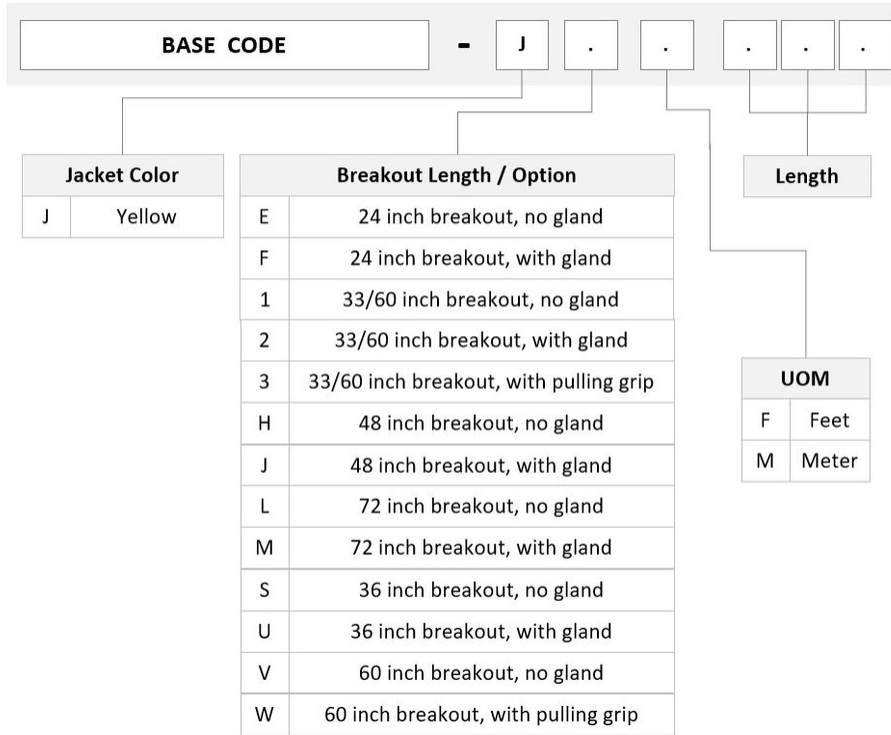 BASE CODE - J . . . . .
Jacket Color
J Yellow
Breakout Length / Option
E 24 inch breakout, no gland
F 24 inch breakout, with gland
1 33/60 inch breakout, no gland
2 33/60 inch breakout, with gland
3 33/60 inch breakout, with pulling grip
H 48 inch breakout, no gland
J 48 inch breakout, with gland
L 72 inch breakout, no gland
M 72 inch breakout, with gland
S 36 inch breakout, no gland
U 36 inch breakout, with gland
V 60 inch breakout, no gland
W 60 inch breakout, with pulling grip
Length
UOM
F Feet
M Meter